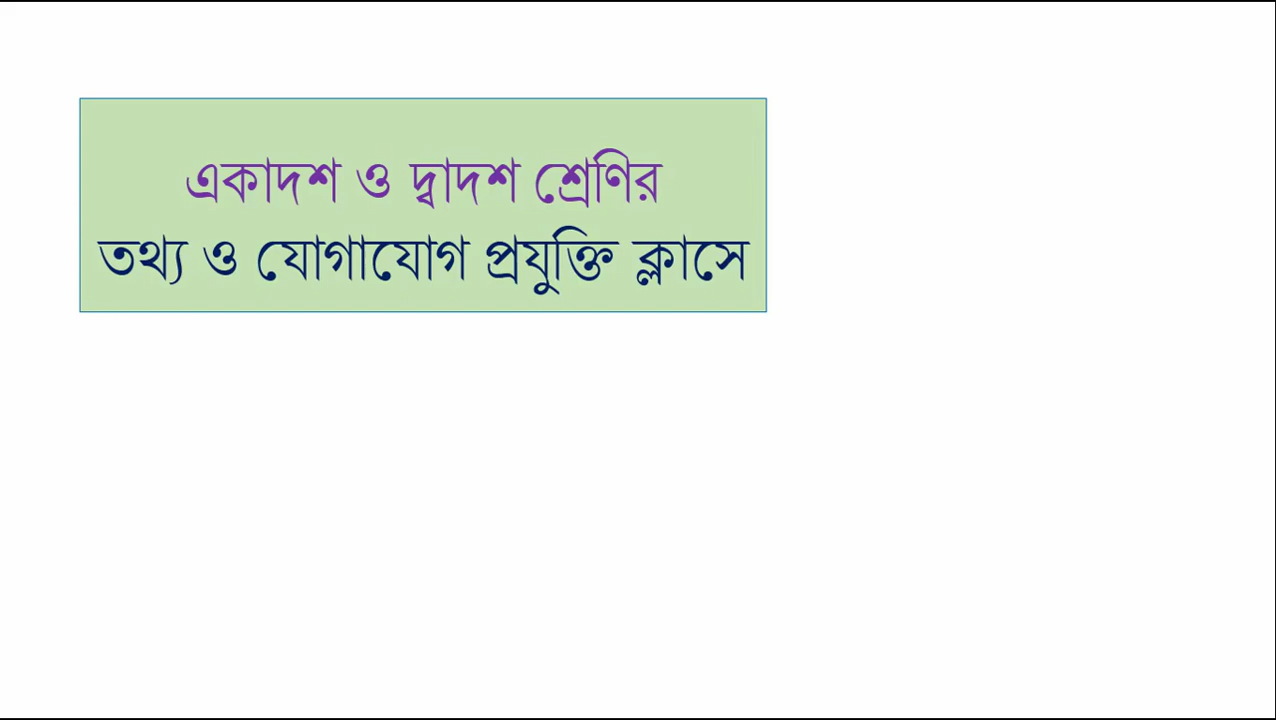 একাদশ ও দ্বাদশ শ্রেণির
তথ্য ও যোগাযোগ প্রযুক্তি ক্লাসে